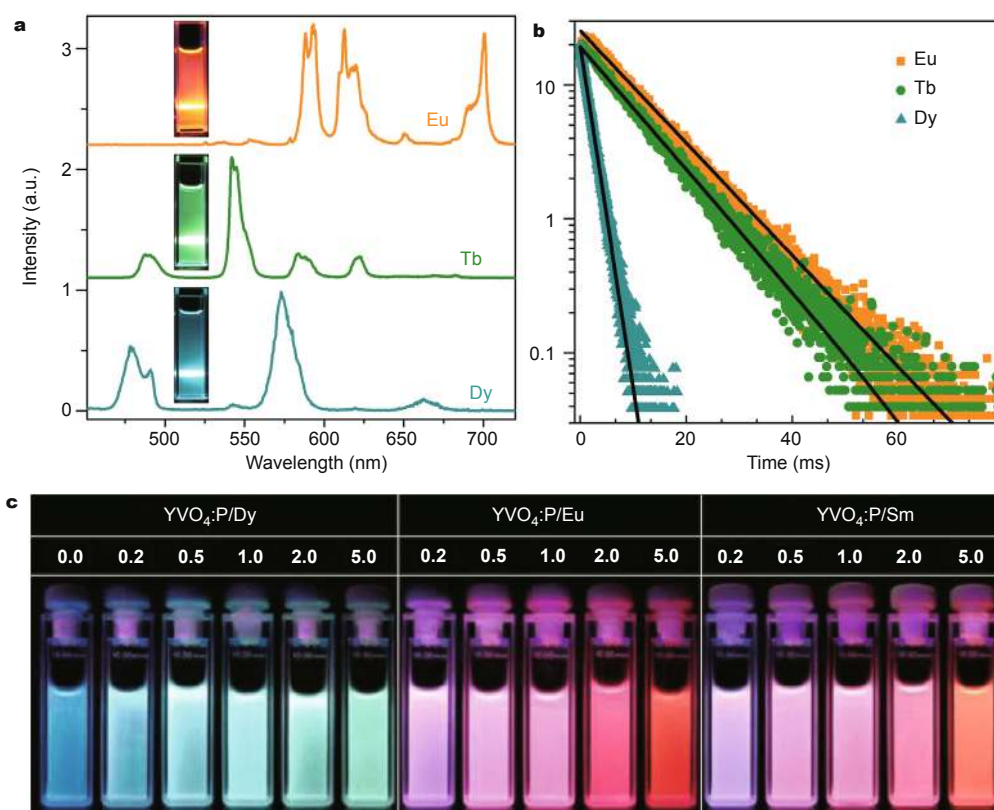 a
3
2
1
0
Intensity (a.u.)
Eu
Tb
Dy
500 550 600 650 700
Wavelength (nm)
b
10
1
0.1
Eu
Tb
Dy
0 20 40 60
Time (ms)
c
YVO₄:P/Dy YVO₄:P/Eu YVO₄:P/Sm
0.0 0.2 0.5 1.0 2.0 5.0 0.2 0.5 1.0 2.0 5.0 0.2 0.5 1.0 2.0 5.0